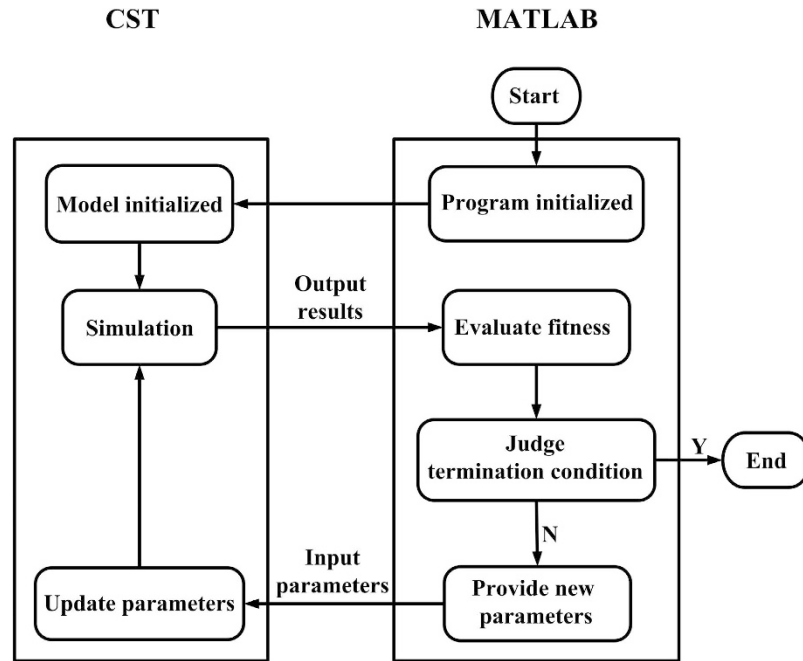 CST
MATLAB
Start
Model initialized
Program initialized
Output
results
Simulation
Evaluate fitness
Judge
termination condition
Y
End
N
Input
parameters
Update parameters
Provide new
parameters